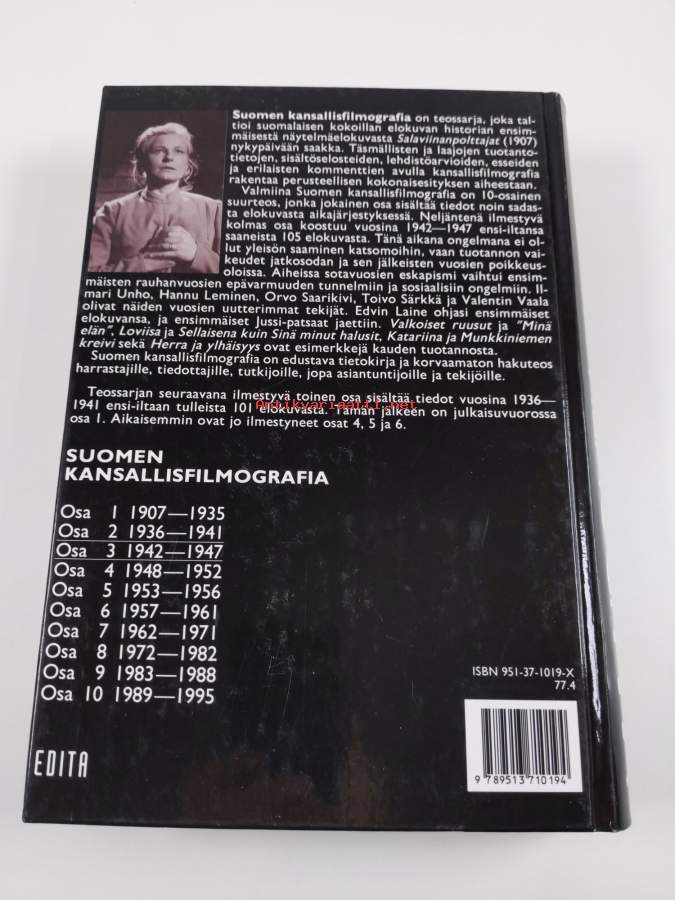 Suomen kansallisfilmografia on teossarja, joka tal-
tioi suomalaisen kokoillan elokuvan historian ensim-
mäisestä näytelmäelokuvasta Salaviinanpolttajat (1907)
nykypäivään saakka. Täsmällisten ja laajojen tuotanto-
tietojen, sisältöselosteiden, lehdistöarvioiden, esseiden
ja erilaisten kommenttien avulla kansallisfilmografia
rakentaa perusteellisen kokonaisesityksen aiheestaan.
Valmiina Suomen kansallisfilmografia on 10-osainen
suurteos, jonka jokainen osa sisältää tiedot noin sadas-
ta elokuvasta aikajärjestyksessä. Neljäntenä ilmestyvä
kolmas osa koostuu vuosina 1942—1947 ensi-iltansa
saaneista 105 elokuvasta. Tänä aikana ongelmana ei ol-
lut yleisön saaminen katsomoihin, vaan tuotannon vai-
keudet jatkosodan ja sen jälkeisten vuosien poikkeus-
oloissa. Aiheissa sotavuosien eskapismi vaihtui ensim-
mäisten rauhanvuosien epävarmuuden tunnelmiin ja sosiaalisiin ongelmiin. Il-
mari Unho, Hannu Leminen, Orvo Saarikivi, Toivo Särkkä ja Valentin Vaala
olivat näiden vuosien uutterimmat tekijät. Edvin Laine ohjasi ensimmäiset
elokuvansa, ja ensimmäiset Jussi-patsaat jaettiin. Valkoiset ruusut ja "Minä
elän", Loviisa ja Sellaisena kuin Sinä minut halusit, Katariina ja Munkkiniemen
kreivi sekä Herra ja ylhäisyys ovat esimerkkejä kauden tuotannosta.
Suomen kansallisfilmografia on edustava tietokirja ja korvaamaton hakuteos
harrastajille, tiedottajille, tutkijoille, jopa asiantuntijoille ja tekijöille.
Teossarjan seuraavana ilmestyvä toinen osa sisältää tiedot vuosina 1936—
1941 ensi-iltaan tulleista 101 elokuvasta. Tämän jälkeen on julkaisuvuorossa
Antikvariaatti.net
osa 1. Aikaisemmin ovat jo ilmestyneet osat 4, 5 ja 6.
SUOMEN
KANSALLISFILMOGRAFIA
Osa 1 1907—1935
Osa 2 1936—1941
Osa 3 1942—1947
Osa 4 1948—1952
Osa 5 1953—1956
Osa 6 1957—1961
Osa 7 1962—1971
Osa 8 1972—1982
Osa 9 1983—1988
Osa 10 1989—1995
ISBN 951-37-1019-X
77.4
9 789513 710194
EDITA